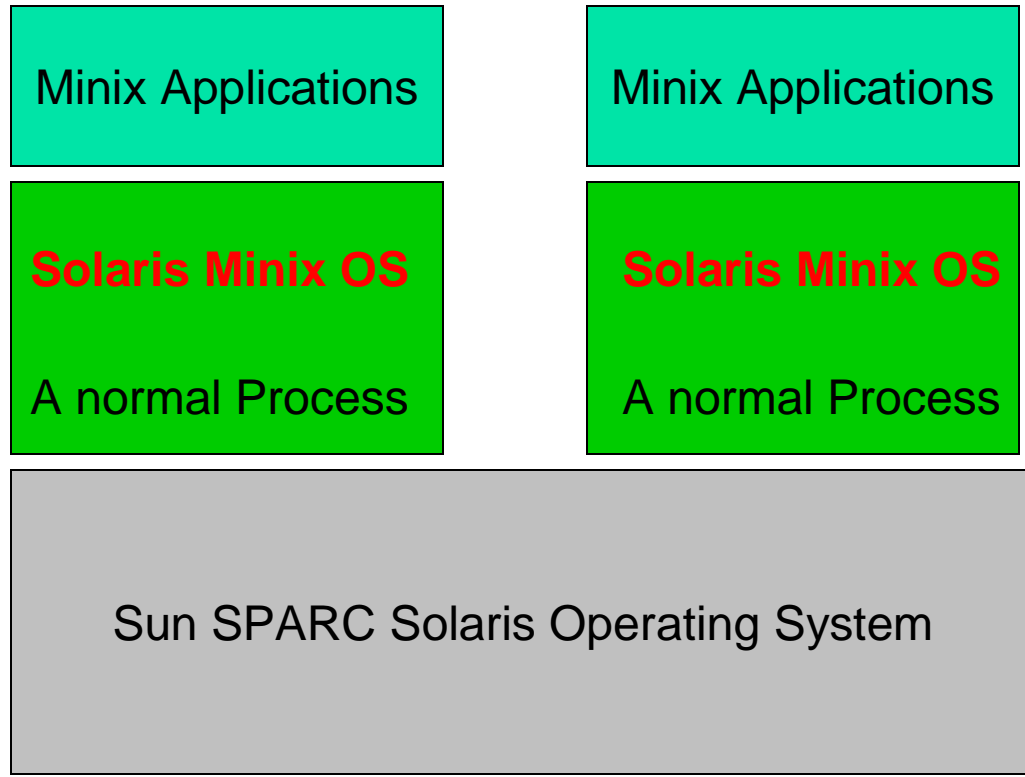 Minix Applications
Minix Applications
Solaris Minix OS
A normal Process
Solaris Minix OS
A normal Process
Sun SPARC Solaris Operating System